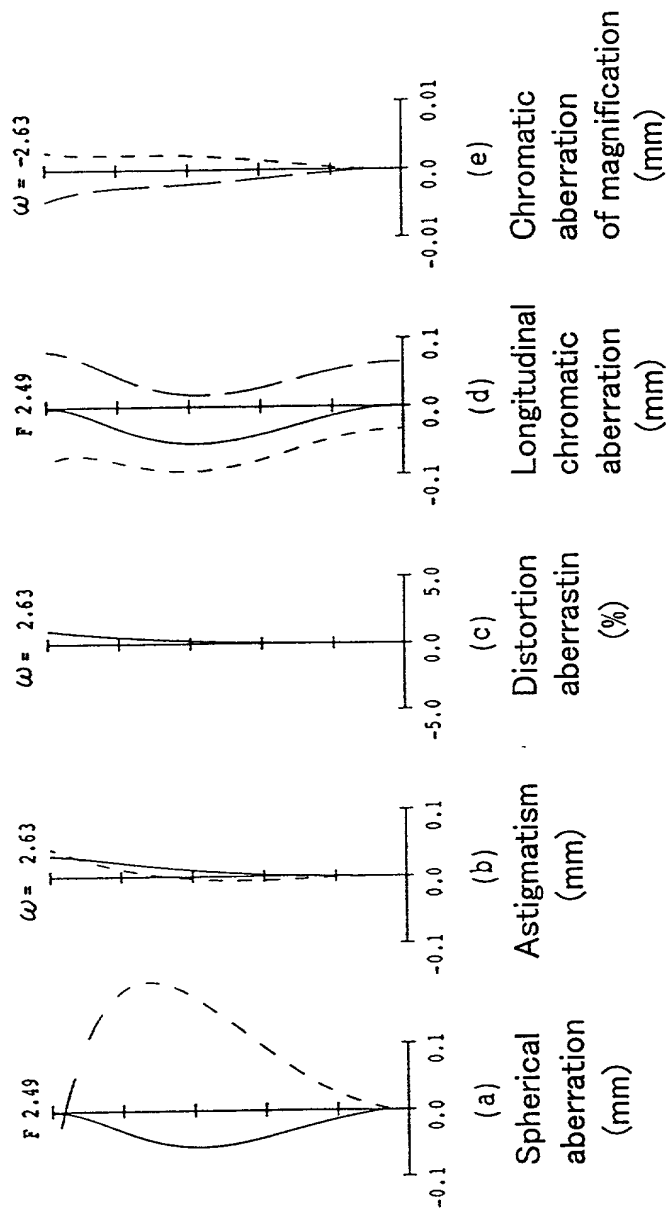 F 2.49
-0.1 0.0 0.1
(a)
Spherical
aberration
(mm)
ω= 2.63
-0.1 0.0 0.1
(b)
Astigmatism
(mm)
ω= 2.63
-5.0 0.0 5.0
(c)
Distortion
aberrastin
(%)
F 2.49
-0.1 0.0 0.1
(d)
Longitudinal
chromatic
aberration
(mm)
ω= -2.63
-0.01 0.0 0.01
(e)
Chromatic
aberration
of magnification
(mm)